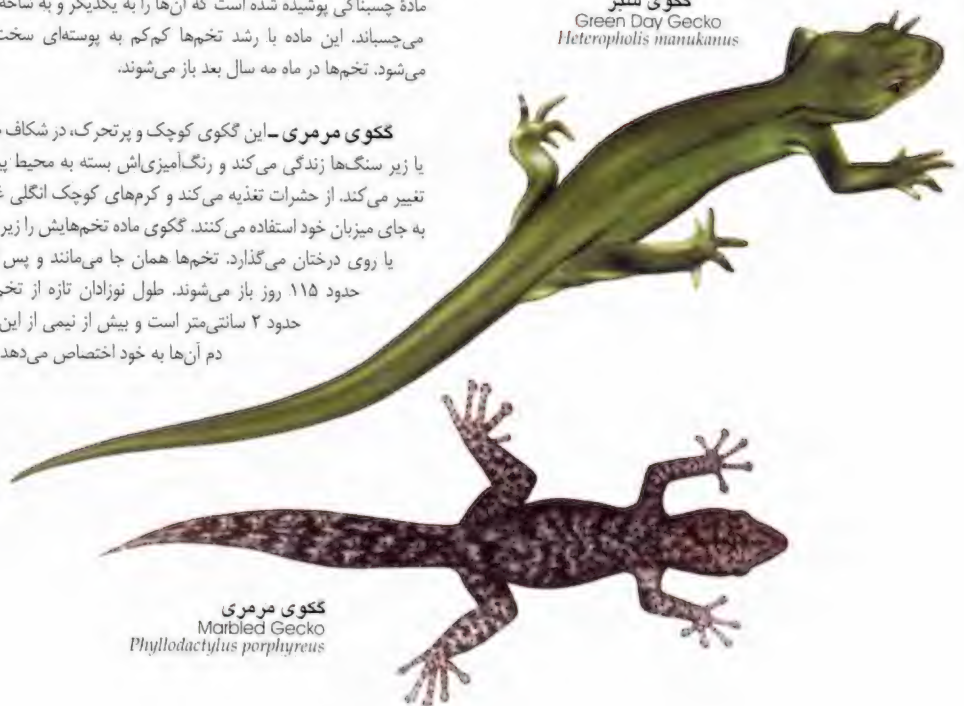 مادهٔ چسبناکی پوشیده شده است که آن‌ها را به یکدیگر و به شاخه
می‌چسباند. این ماده با رشد تخم‌ها کم‌کم به پوسته‌ای سخت
می‌شود. تخم‌ها در ماه مه سال بعد باز می‌شوند.
گکوی مرمری – این گکوی کوچک و پرتحرک، در شکاف
یا زیر سنگ‌ها زندگی می‌کند و رنگ‌آمیزی‌اش بسته به محیط
تغییر می‌کند. از حشرات تغذیه می‌کند و کرم‌های کوچک انگلی
به جای میزبان خود استفاده می‌کنند. گکوی ماده تخم‌هایش را زیر
یا روی درختان می‌گذارد. تخم‌ها همان جا می‌مانند و پس
حدود ۱۱۵ روز باز می‌شوند. طول نوزادان تازه از تخم
حدود ۲ سانتی‌متر است و بیش از نیمی از این
دم آن‌ها به خود اختصاص می‌دهد
گکوی سبز
Green Day Gecko
Heteropholis manukanus
گکوی مرمری
Marbled Gecko
Phyllodactylus porphyreus